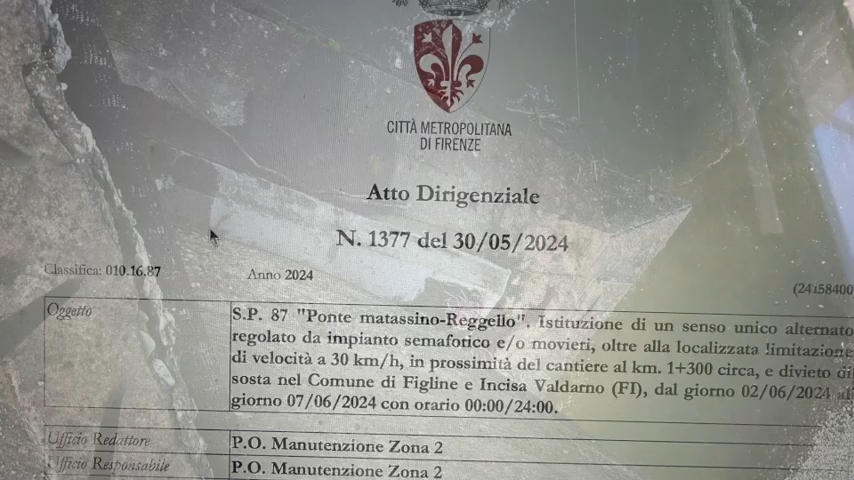 CITTÀ METROPOLITANA
DI FIRENZE
Atto Dirigenziale
N. 1377 del 30/05/2024
Classifica: 010.16.87
Anno 2024
(24i58400
Oggetto
S.P. 87 "Ponte matassino-Reggello". Istituzione di un senso unico alternato
regolato da impianto semaforico e/o movieri, oltre alla localizzata limitazione
di velocità a 30 km/h, in prossimità del cantiere al km. 1+300 circa, e divieto di
sosta nel Comune di Figline e Incisa Valdarno (FI), dal giorno 02/06/2024 al
giorno 07/06/2024 con orario 00:00/24:00.
Ufficio Redattore
P.O. Manutenzione Zona 2
Ufficio Responsabile
P.O. Manutenzione Zona 2